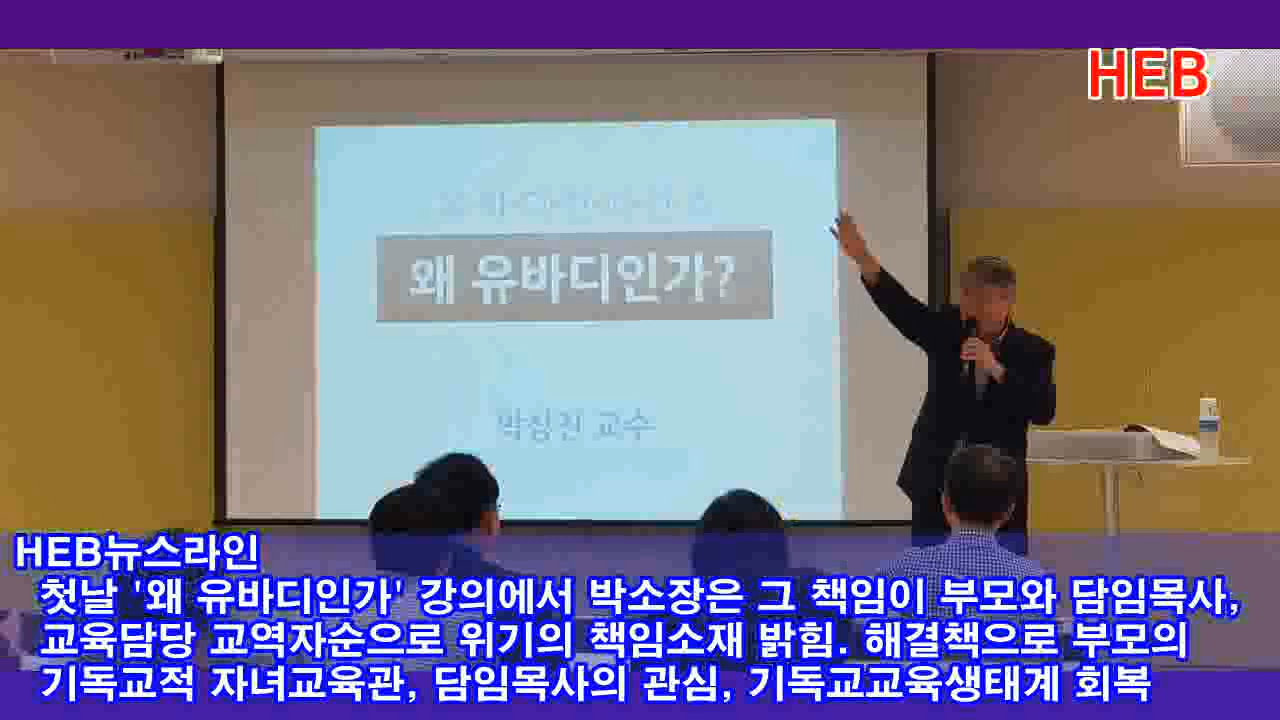 HEB
왜 유바디인가?
교수
HEB뉴스라인
첫날 '왜 유바디인가' 강의에서 박소장은 그 책임이 부모와 담임목사,
교육담당 교역자순으로 위기의 책임소재 밝힘. 해결책으로 부모의
기독교적 자녀교육관, 담임목사의 관심, 기독교교육생태계 회복